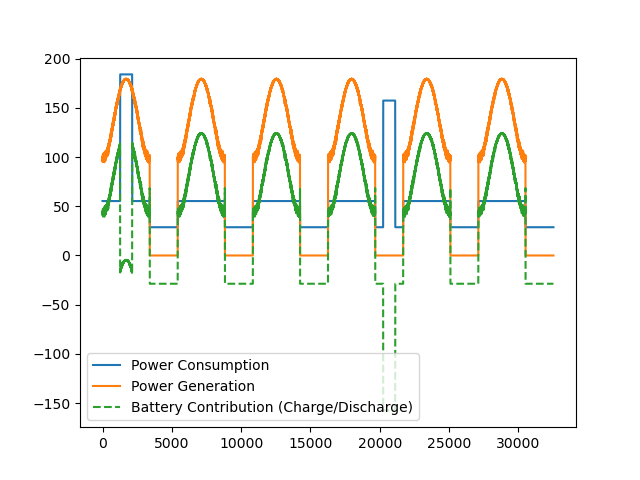 200
150
100
50
0
−50
−100
−150
Power Consumption
Power Generation
Battery Contribution (Charge/Discharge)
0 5000 10000 15000 20000 25000 30000